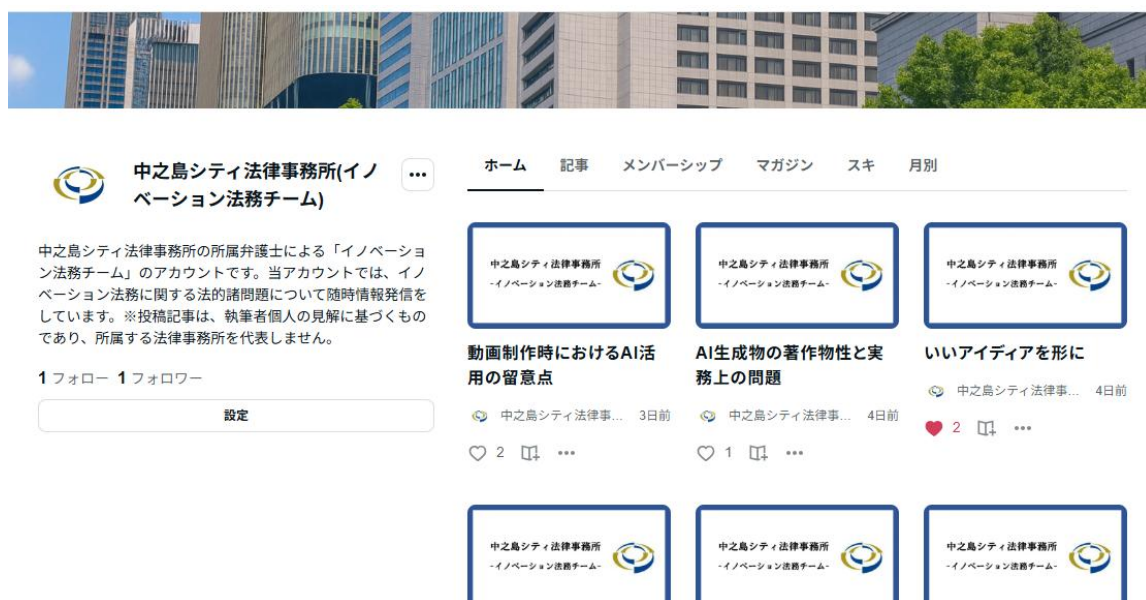 中之島シティ法律事務所(イノ
ベーション法務チーム)
中之島シティ法律事務所の所属弁護士による「イノベーショ
ン法務チーム」のアカウントです。当アカウントでは、イノ
ベーション法務に関する法的諸問題について随時情報発信を
しています。※投稿記事は、執筆者個人の見解に基づくもの
であり、所属する法律事務所を代表しません。
1 フォロー 1 フォロワー
設定
ホーム 記事 メンバーシップ マガジン スキ 月別
中之島シティ法律事務所
-イノベーション法務チーム-
動画制作時におけるAI活
用の留意点
中之島シティ法律事... 3日前
2
中之島シティ法律事務所
-イノベーション法務チーム-
AI生成物の著作物性と実
務上の問題
中之島シティ法律事... 4日前
1
中之島シティ法律事務所
-イノベーション法務チーム-
いいアイディアを形に
中之島シティ法律事... 4日前
2
中之島シティ法律事務所
-イノベーション法務チーム-
中之島シティ法律事務所
-イノベーション法務チーム-
中之島シティ法律事務所
-イノベーション法務チーム-